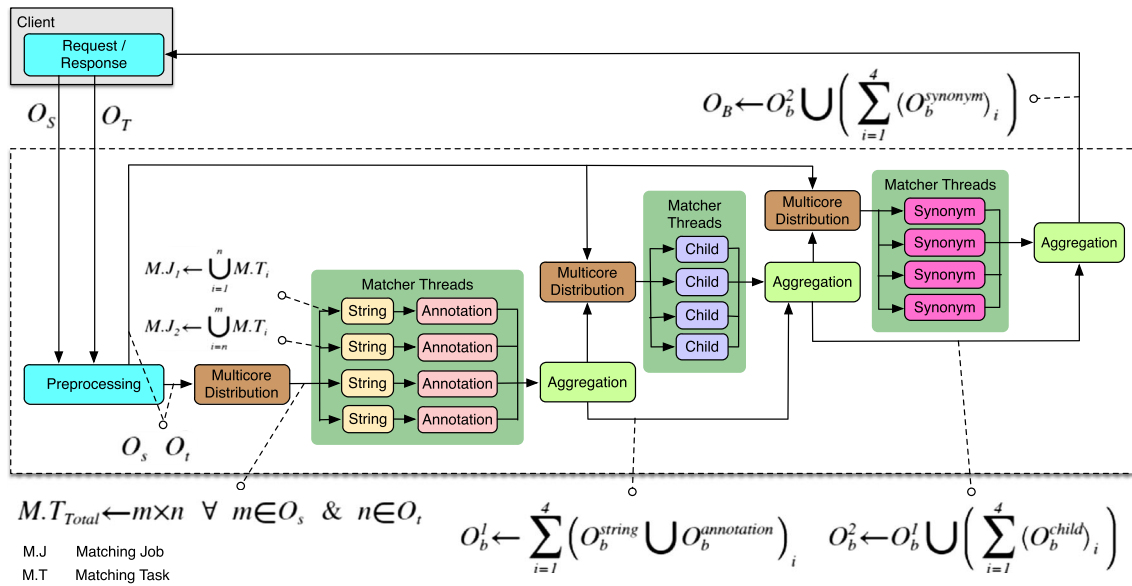 Client
Request /
Response
O_S
O_T
O_B ← O_b^2 ⋃ ( ∑_{i=1}^{4} ⟨O_b^{synonym}⟩_i )
Matcher Threads
Synonym
Synonym
Synonym
Synonym
Multicore
Distribution
Aggregation
Matcher
Threads
Child
Child
Child
Child
Multicore
Distribution
Aggregation
M.J_1 ← ⋃_{i=1}^{n} M.T_i
M.J_2 ← ⋃_{i=n}^{m} M.T_i
Matcher Threads
String
Annotation
String
Annotation
String
Annotation
String
Annotation
Preprocessing
Multicore
Distribution
Aggregation
O_s
O_t
M.T_{Total} ← m×n ∀ m∈O_s & n∈O_t
O_b^1 ← ∑_{i=1}^{4} ( O_b^{string} ⋃ O_b^{annotation} )_i
O_b^2 ← O_b^1 ⋃ ( ∑_{i=1}^{4} ⟨O_b^{child}⟩_i )
M.J Matching Job
M.T Matching Task